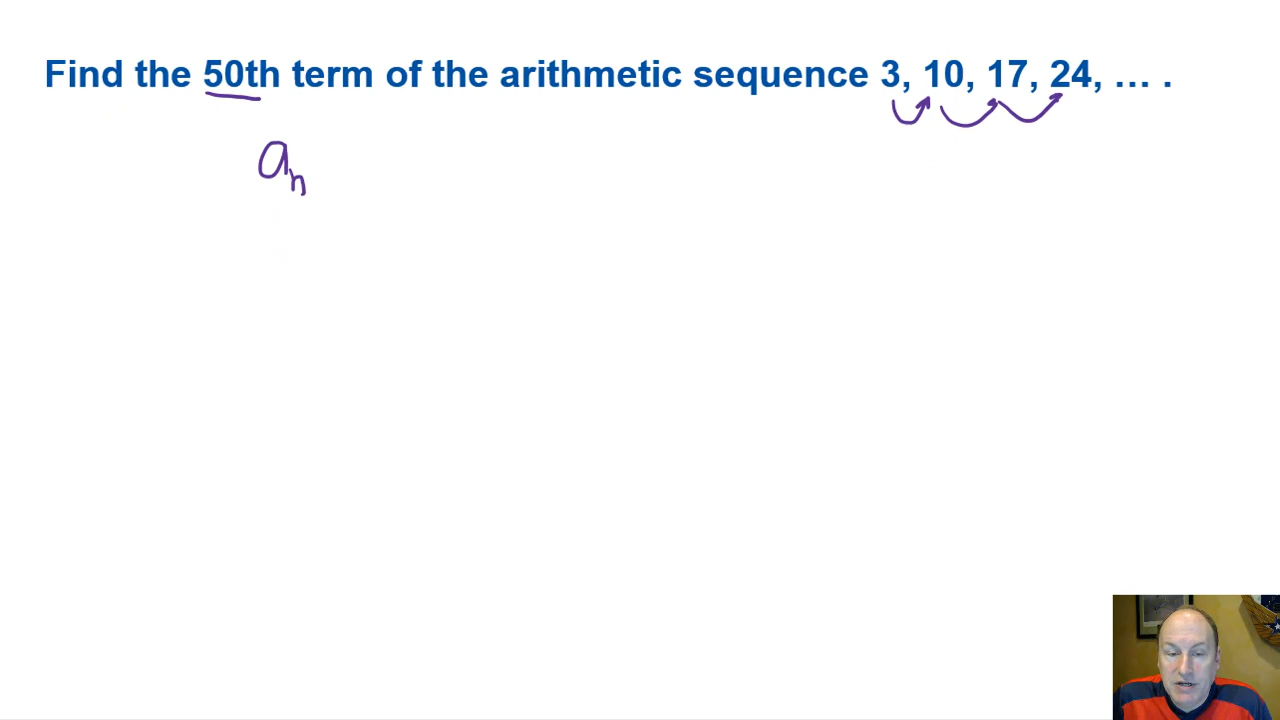 Find the 50th term of the arithmetic sequence 3, 10, 17, 24, … .
an